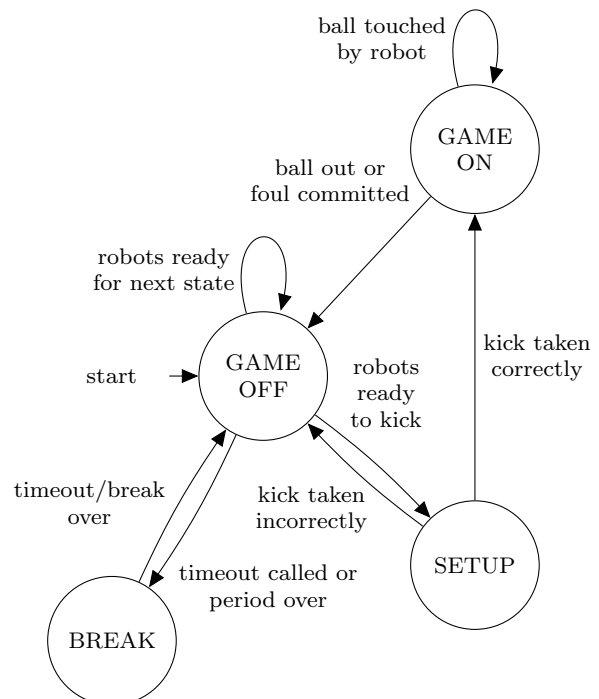 ball touched
by robot
GAME
ON
ball out or
foul committed
robots ready
for next state
GAME
OFF
start
robots
ready
to kick
kick taken
correctly
timeout/break
over
kick taken
incorrectly
SETUP
timeout called or
period over
BREAK